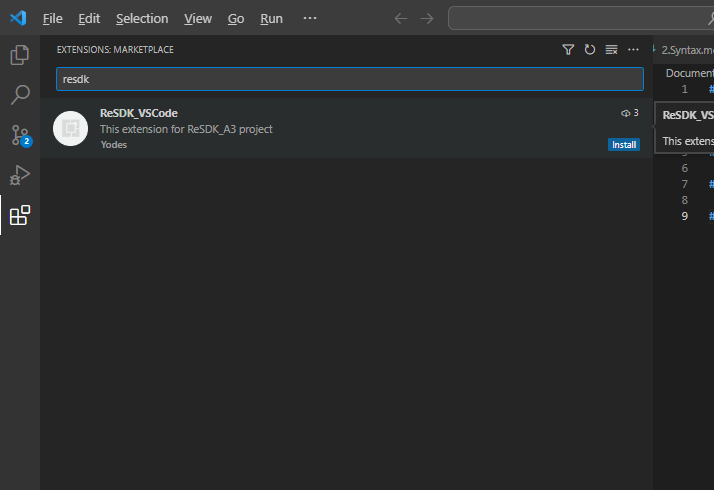 File Edit Selection View Go Run ···
EXTENSIONS: MARKETPLACE
2.Syntax.m
resdk
Document
1 #
ReSDK_VSCode 3
ReSDK_VS
This extension for ReSDK_A3 project
Yodes Install
This extens
6
7 #
8
9 #